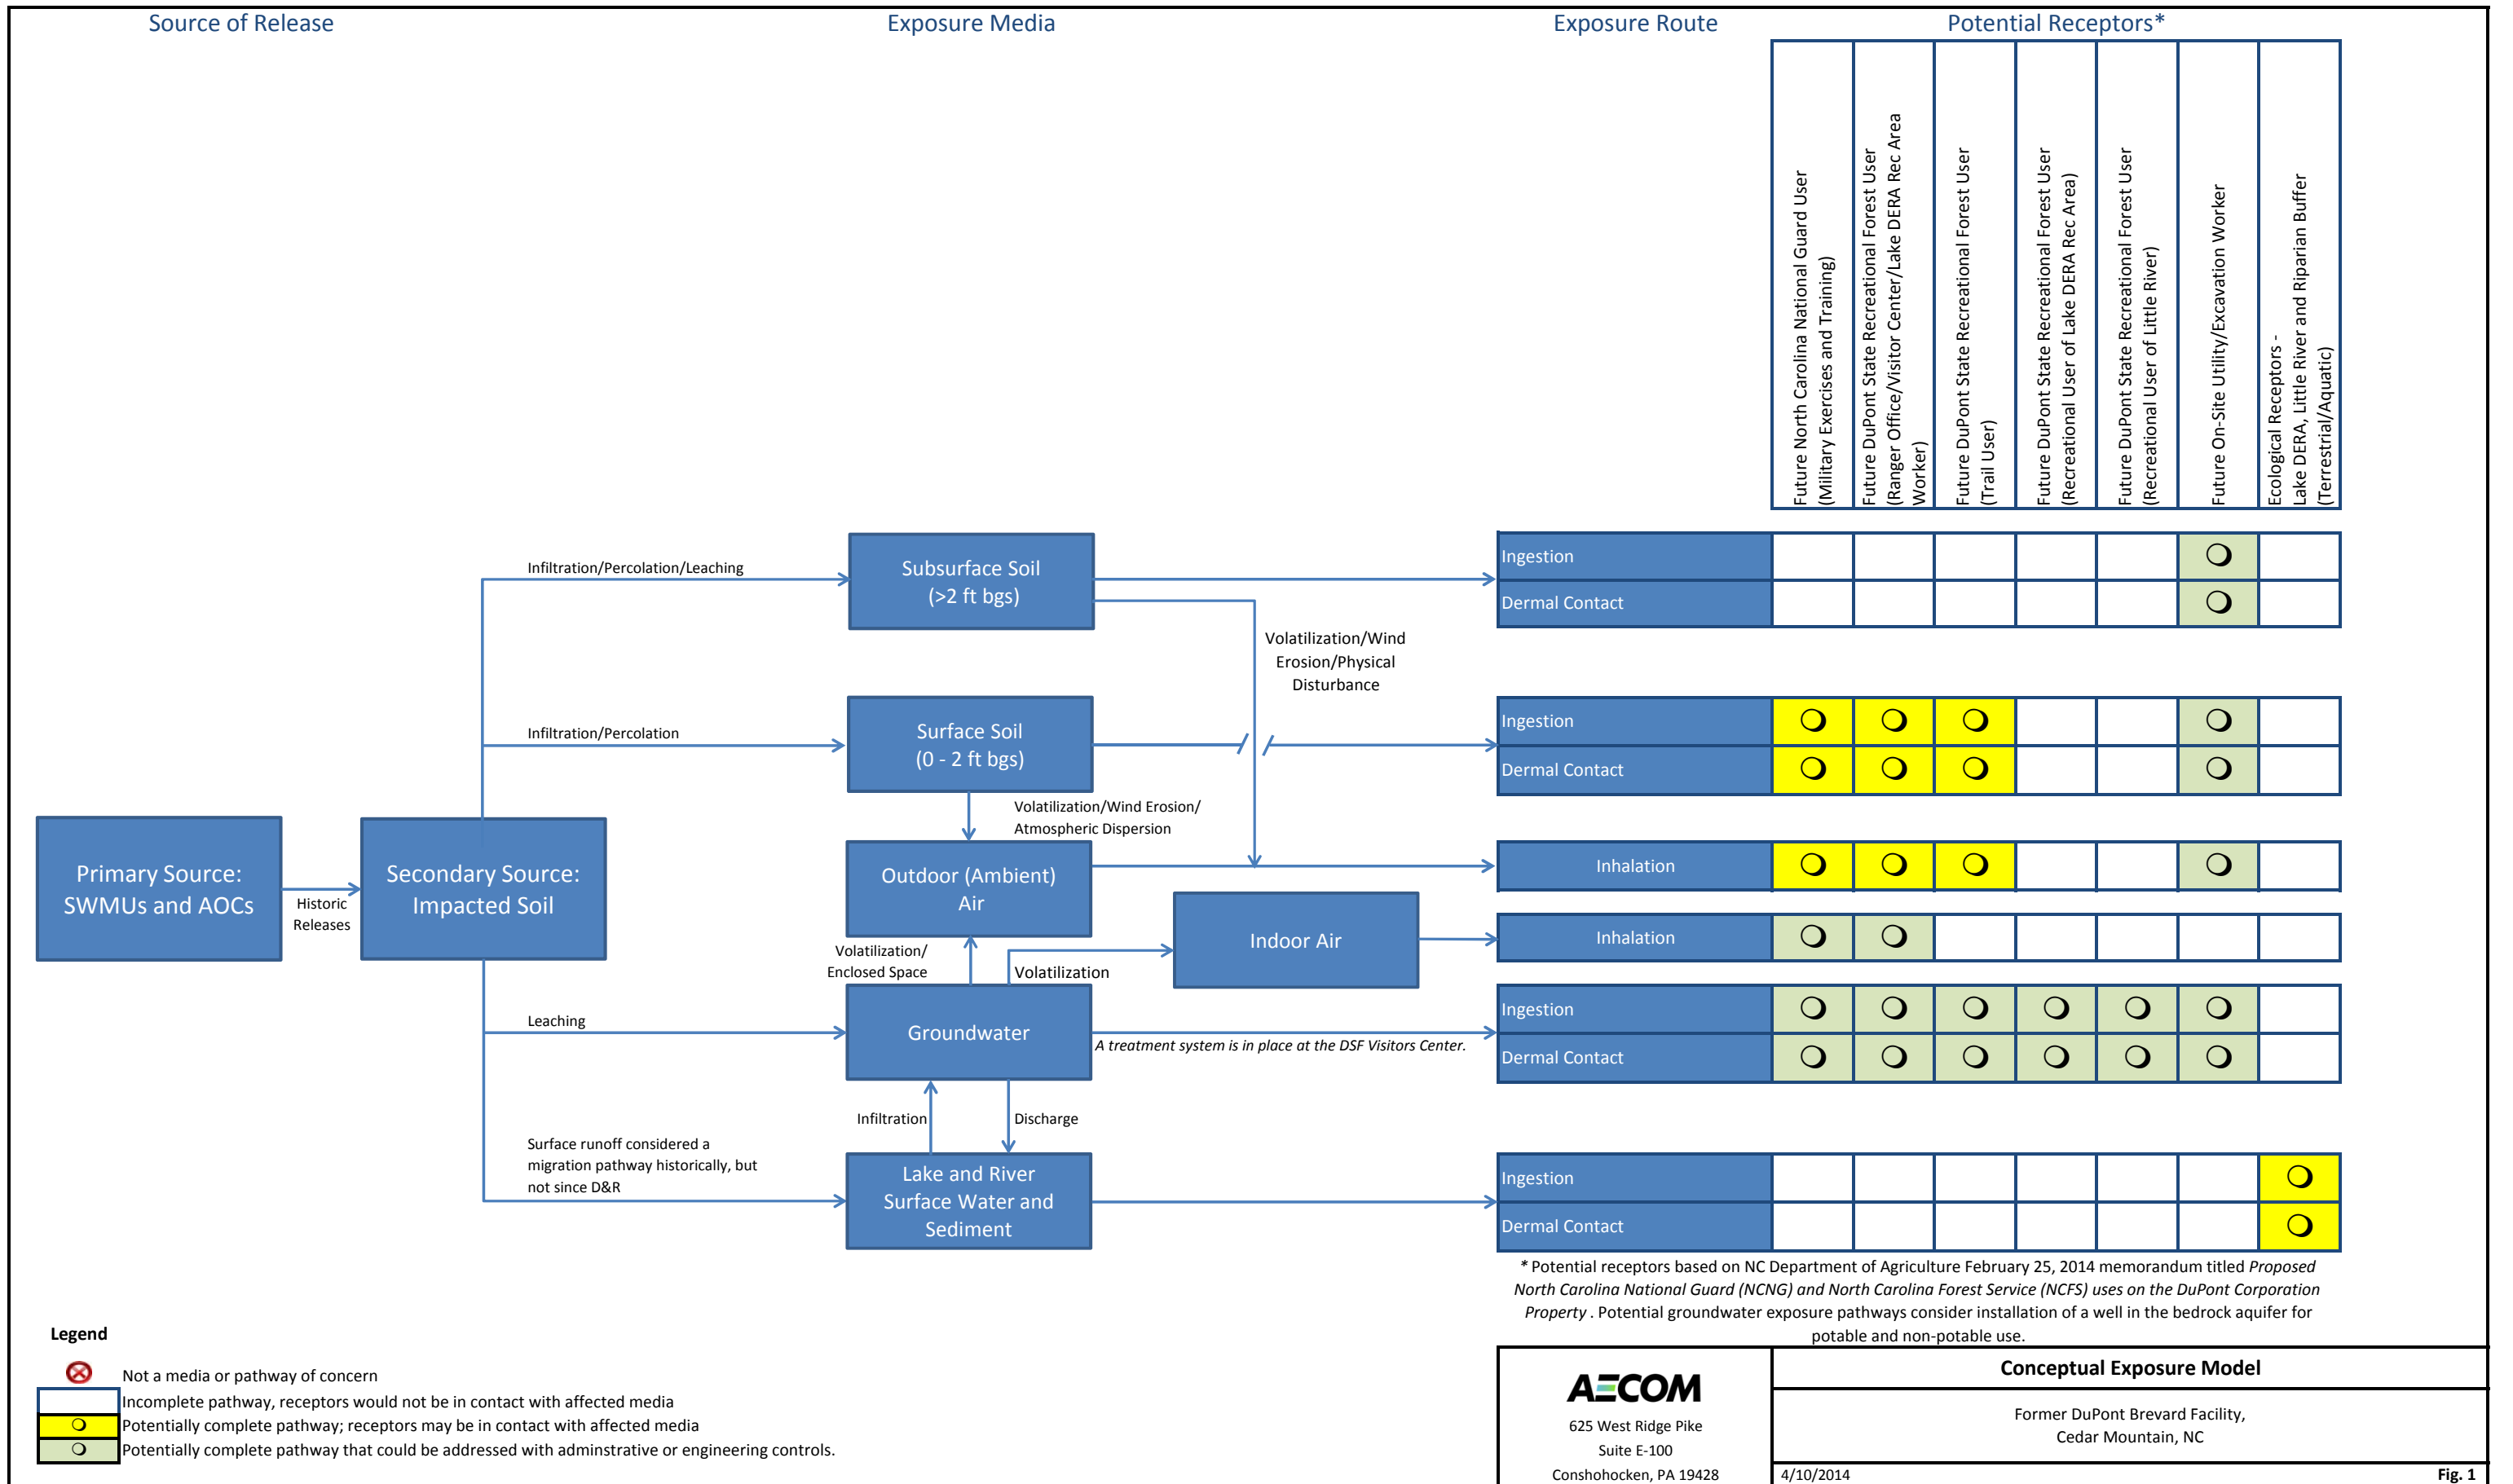 Source of Release
Exposure Media
Exposure Route
Potential Receptors*
Future North Carolina National Guard User
(Military Exercises and Training)
Future DuPont State Recreational Forest User
(Ranger Office/Visitor Center/Lake DERA Rec Area
Worker)
Future DuPont State Recreational Forest User
(Trail User)
Future DuPont State Recreational Forest User
(Recreational User of Lake DERA Rec Area)
Future DuPont State Recreational Forest User
(Recreational User of Little River)
Future On-Site Utility/Excavation Worker
Ecological Receptors -
Lake DERA, Little River and Riparian Buffer
(Terrestrial/Aquatic)
Infiltration/Percolation/Leaching
Subsurface Soil
(>2 ft bgs)
Ingestion
Dermal Contact
Volatilization/Wind
Erosion/Physical
Disturbance
Infiltration/Percolation
Surface Soil
(0 - 2 ft bgs)
Ingestion
Dermal Contact
Volatilization/Wind Erosion/
Atmospheric Dispersion
Primary Source:
SWMUs and AOCs
Historic
Releases
Secondary Source:
Impacted Soil
Outdoor (Ambient)
Air
Inhalation
Indoor Air
Inhalation
Volatilization/
Enclosed Space
Volatilization
Leaching
Groundwater
A treatment system is in place at the DSF Visitors Center.
Ingestion
Dermal Contact
Infiltration
Discharge
Surface runoff considered a
migration pathway historically, but
not since D&R
Lake and River
Surface Water and
Sediment
Ingestion
Dermal Contact
* Potential receptors based on NC Department of Agriculture February 25, 2014 memorandum titled Proposed
North Carolina National Guard (NCNG) and North Carolina Forest Service (NCFS) uses on the DuPont Corporation
Property . Potential groundwater exposure pathways consider installation of a well in the bedrock aquifer for
potable and non-potable use.
Legend
Not a media or pathway of concern
Incomplete pathway, receptors would not be in contact with affected media
Potentially complete pathway; receptors may be in contact with affected media
Potentially complete pathway that could be addressed with adminstrative or engineering controls.
AECOM
625 West Ridge Pike
Suite E-100
Conshohocken, PA 19428
Conceptual Exposure Model
Former DuPont Brevard Facility,
Cedar Mountain, NC
4/10/2014
Fig. 1